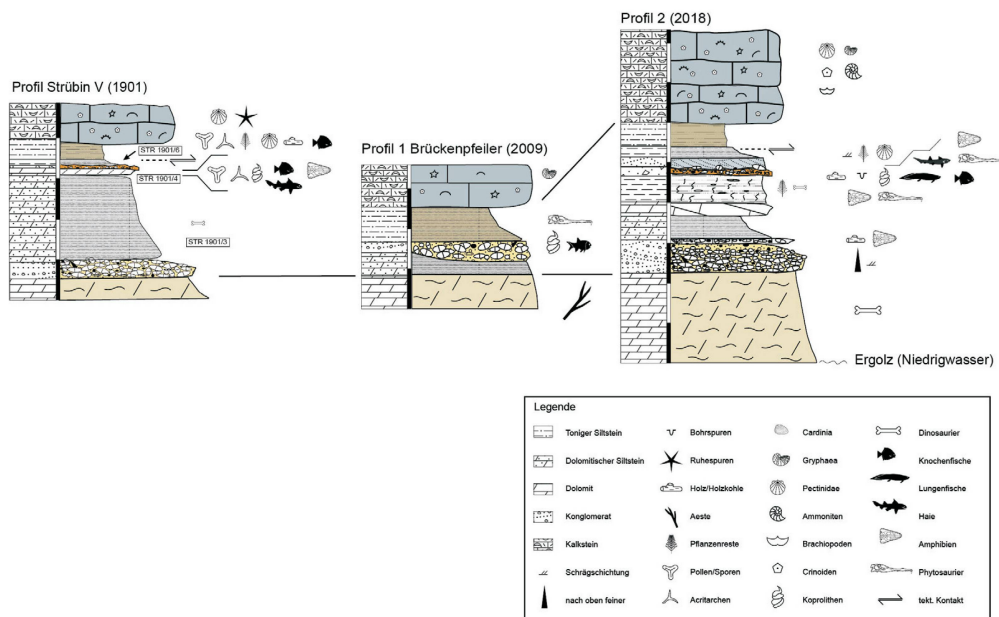 Profil 2 (2018)
Profil Strübin V (1901)
STR 1901/6
STR 1901/4
STR 1901/3
Profil 1 Brückenpfeiler (2009)
Ergolz (Niedrigwasser)
Legende
Toniger Siltstein
Bohrspuren
Cardinia
Dinosaurier
Dolomitischer Siltstein
Ruhespuren
Gryphaea
Knochenfische
Dolomit
Holz/Holzkohle
Pectinidae
Lungenfische
Konglomerat
Aeste
Ammoniten
Haie
Kalkstein
Pflanzenreste
Brachiopoden
Amphibien
Schrägschichtung
Pollen/Sporen
Crinoiden
Phytosaurier
nach oben feiner
Acritarchen
Koprolithen
tekt. Kontakt